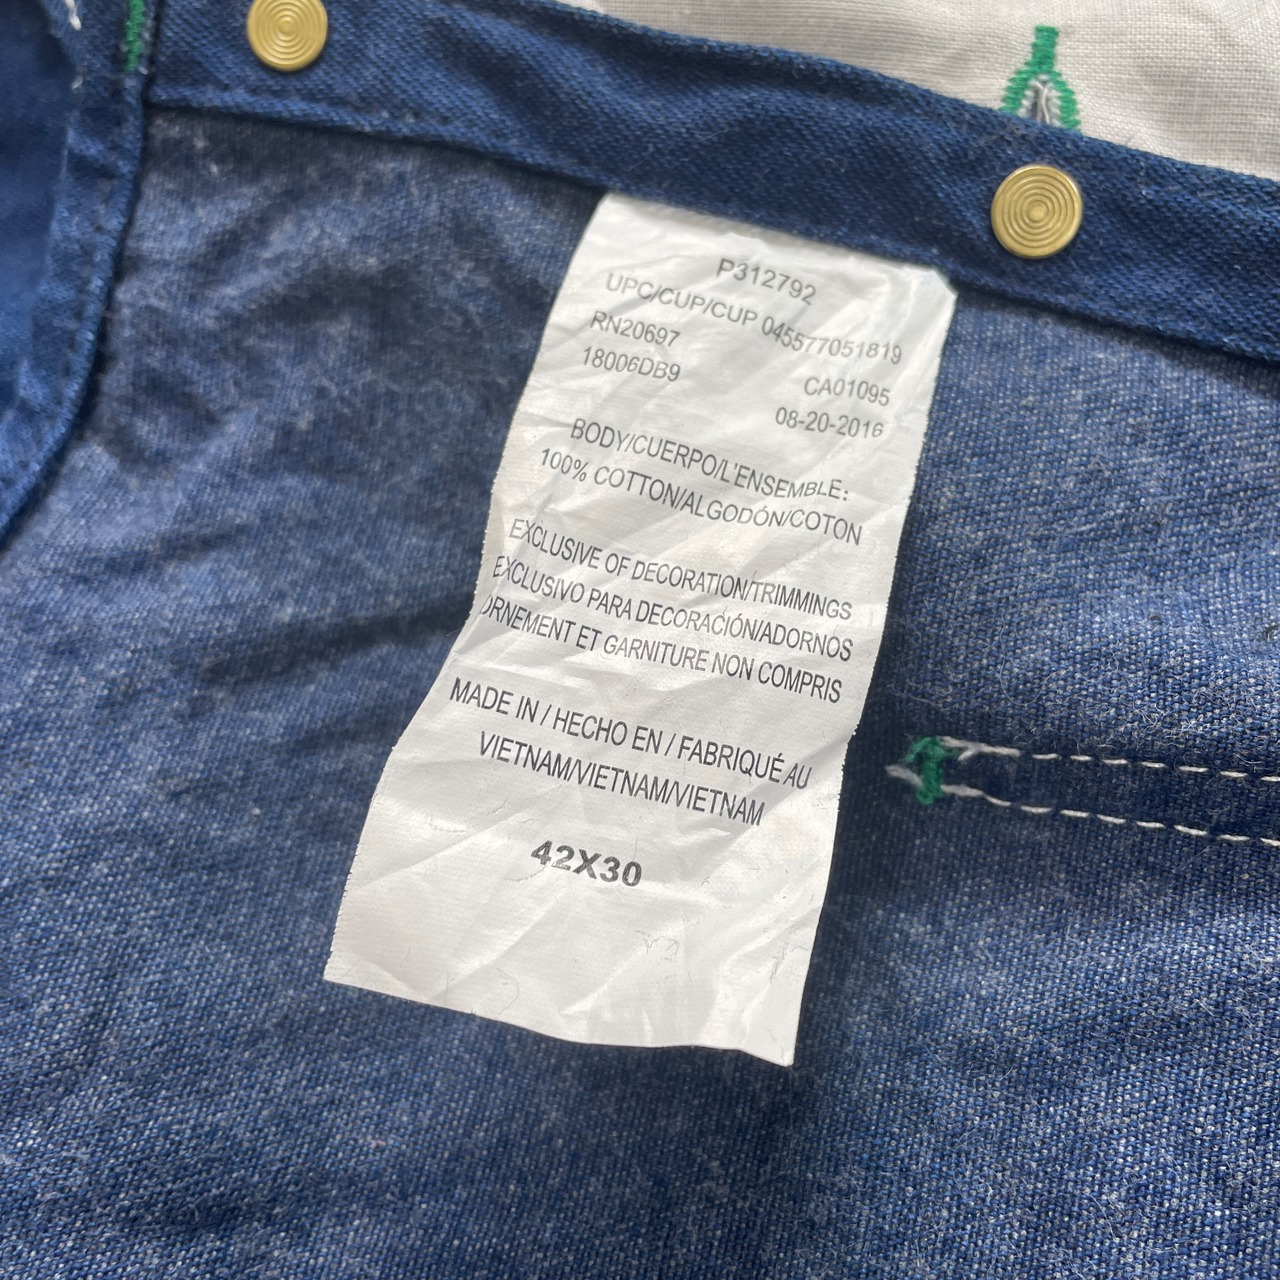 P312792
UPC/CUP/CUP 045577051819
RN20697 CA01095
18006DB9 08-20-2016
BODY/CUERPO/L'ENSEMBLE:
100% COTTON/ALGODÓN/COTON
EXCLUSIVE OF DECORATION/TRIMMINGS
EXCLUSIVO PARA DECORACIÓN/ADORNOS
ORNEMENT ET GARNITURE NON COMPRIS
MADE IN / HECHO EN / FABRIQUÉ AU
VIETNAM/VIETNAM/VIETNAM
42X30